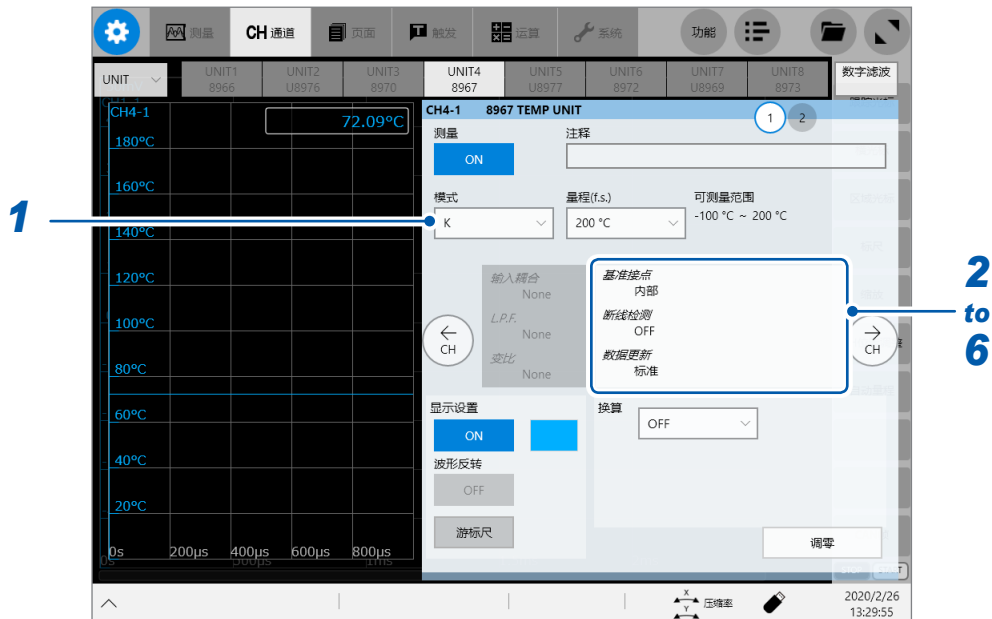 测量
CH 通道
页面
触发
运算
系统
功能
UNIT
UNIT1
8966
UNIT2
U8976
UNIT3
8970
UNIT4
8967
UNIT5
U8977
UNIT6
8972
UNIT7
U8969
UNIT8
8973
数字滤波
CH4-1
72.09°C
180°C
160°C
140°C
120°C
100°C
80°C
60°C
40°C
20°C
0s
200μs
400μs
600μs
800μs
CH4-1 8967 TEMP UNIT
1
2
测量
ON
注释
模式
K
量程(f.s.)
200 °C
可测量范围
-100 °C ~ 200 °C
1
输入耦合
None
L.P.F.
None
变比
None
基准接点
内部
断线检测
OFF
数据更新
标准
2
to
6
← 
CH
→
CH
显示设置
ON
波形反转
OFF
游标尺
换算
OFF
调零
X
Y
压缩率
2020/2/26
13:29:55